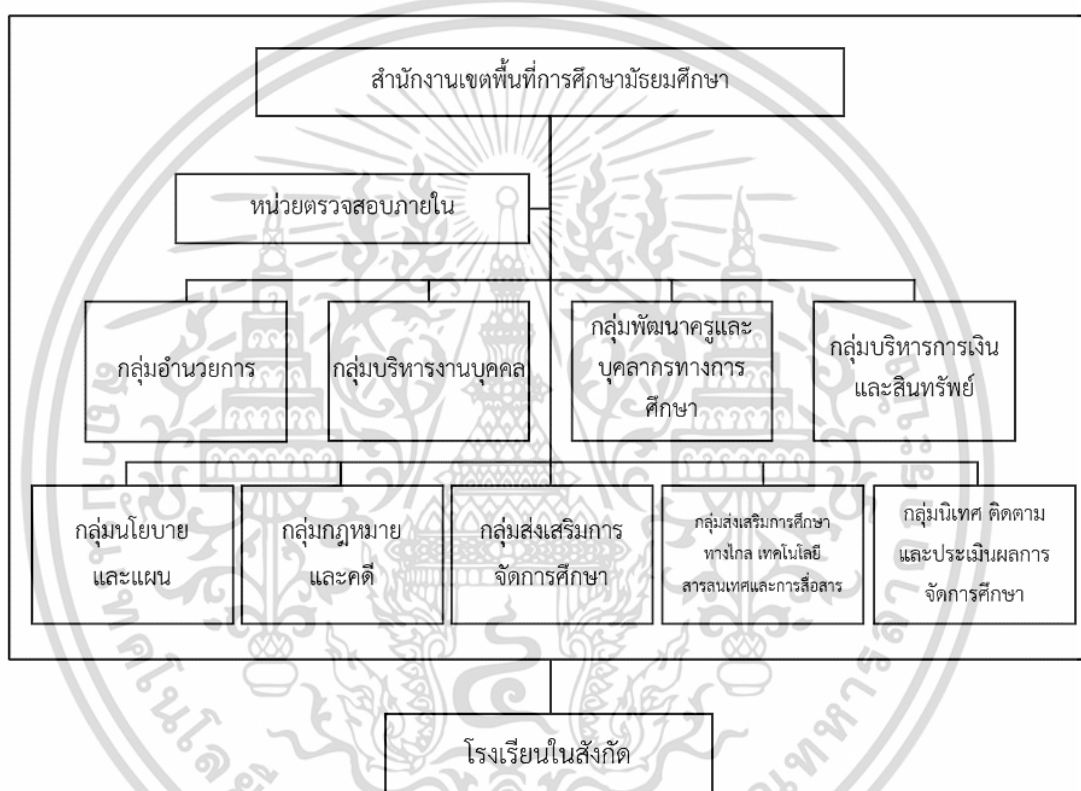 สำนักงานเขตพื้นที่การศึกษามัธยมศึกษา
หน่วยตรวจสอบภายใน
กลุ่มอำนวยการ
กลุ่มบริหารงานบุคคล
กลุ่มพัฒนาครูและ
บุคลากรทางการ
ศึกษา
กลุ่มบริหารการเงิน
และสินทรัพย์
กลุ่มนโยบาย
และแผน
กลุ่มกฎหมาย
และคดี
กลุ่มส่งเสริมการ
จัดการศึกษา
กลุ่มส่งเสริมการศึกษา
ทางไกล เทคโนโลยี
สารสนเทศและการสื่อสาร
กลุ่มนิเทศ ติดตาม
และประเมินผลการ
จัดการศึกษา
โรงเรียนในสังกัด